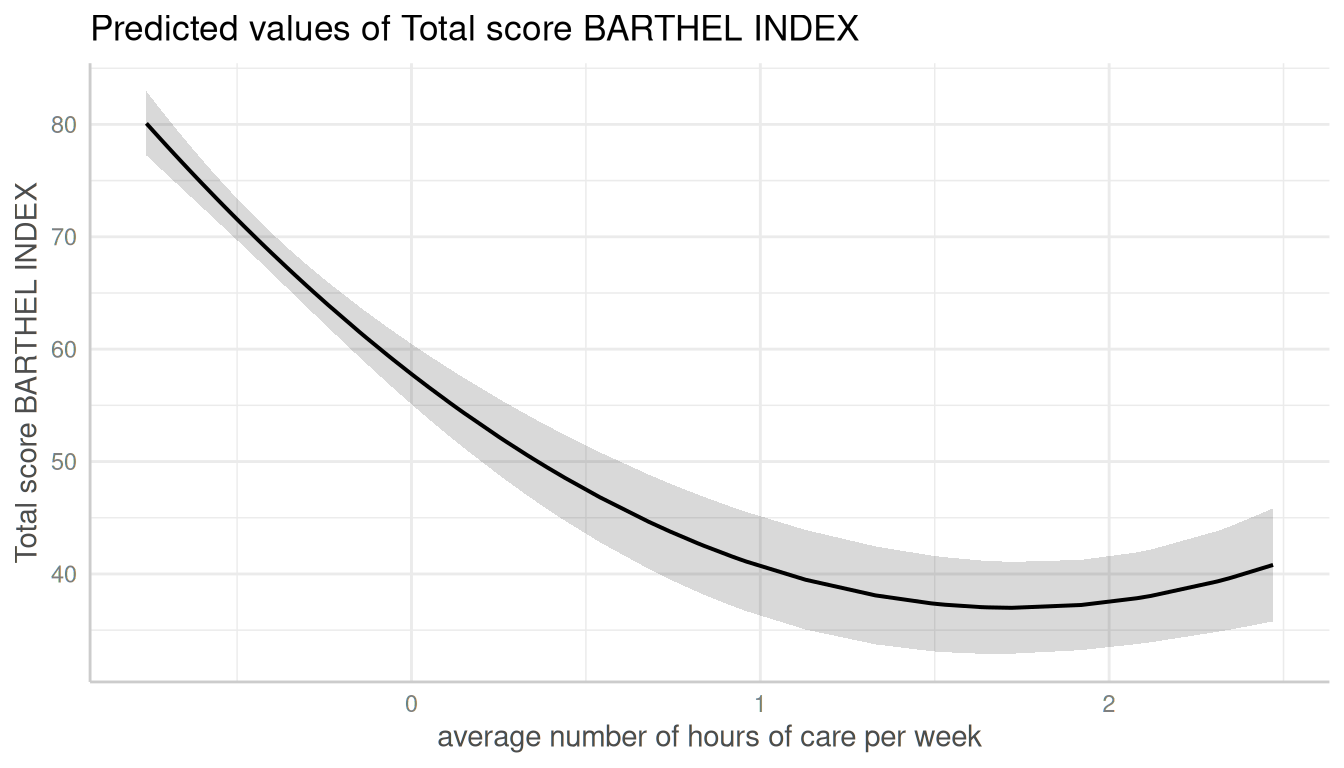 Predicted values of Total score BARTHEL INDEX
Total score BARTHEL INDEX
80
70
60
50
40
0 1 2
average number of hours of care per week